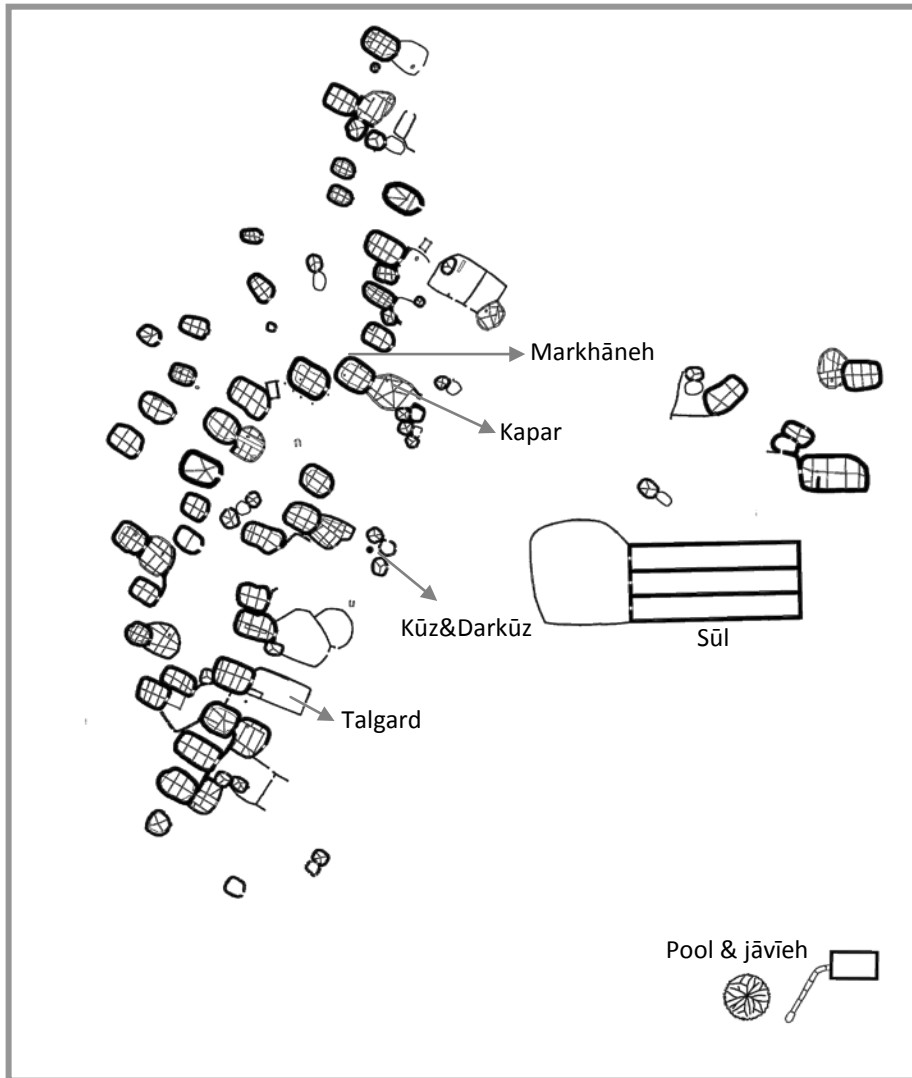 Markhāneh
Kapar
Kūz&Darkūz
Sūl
Talgard
Pool & jāvīeh